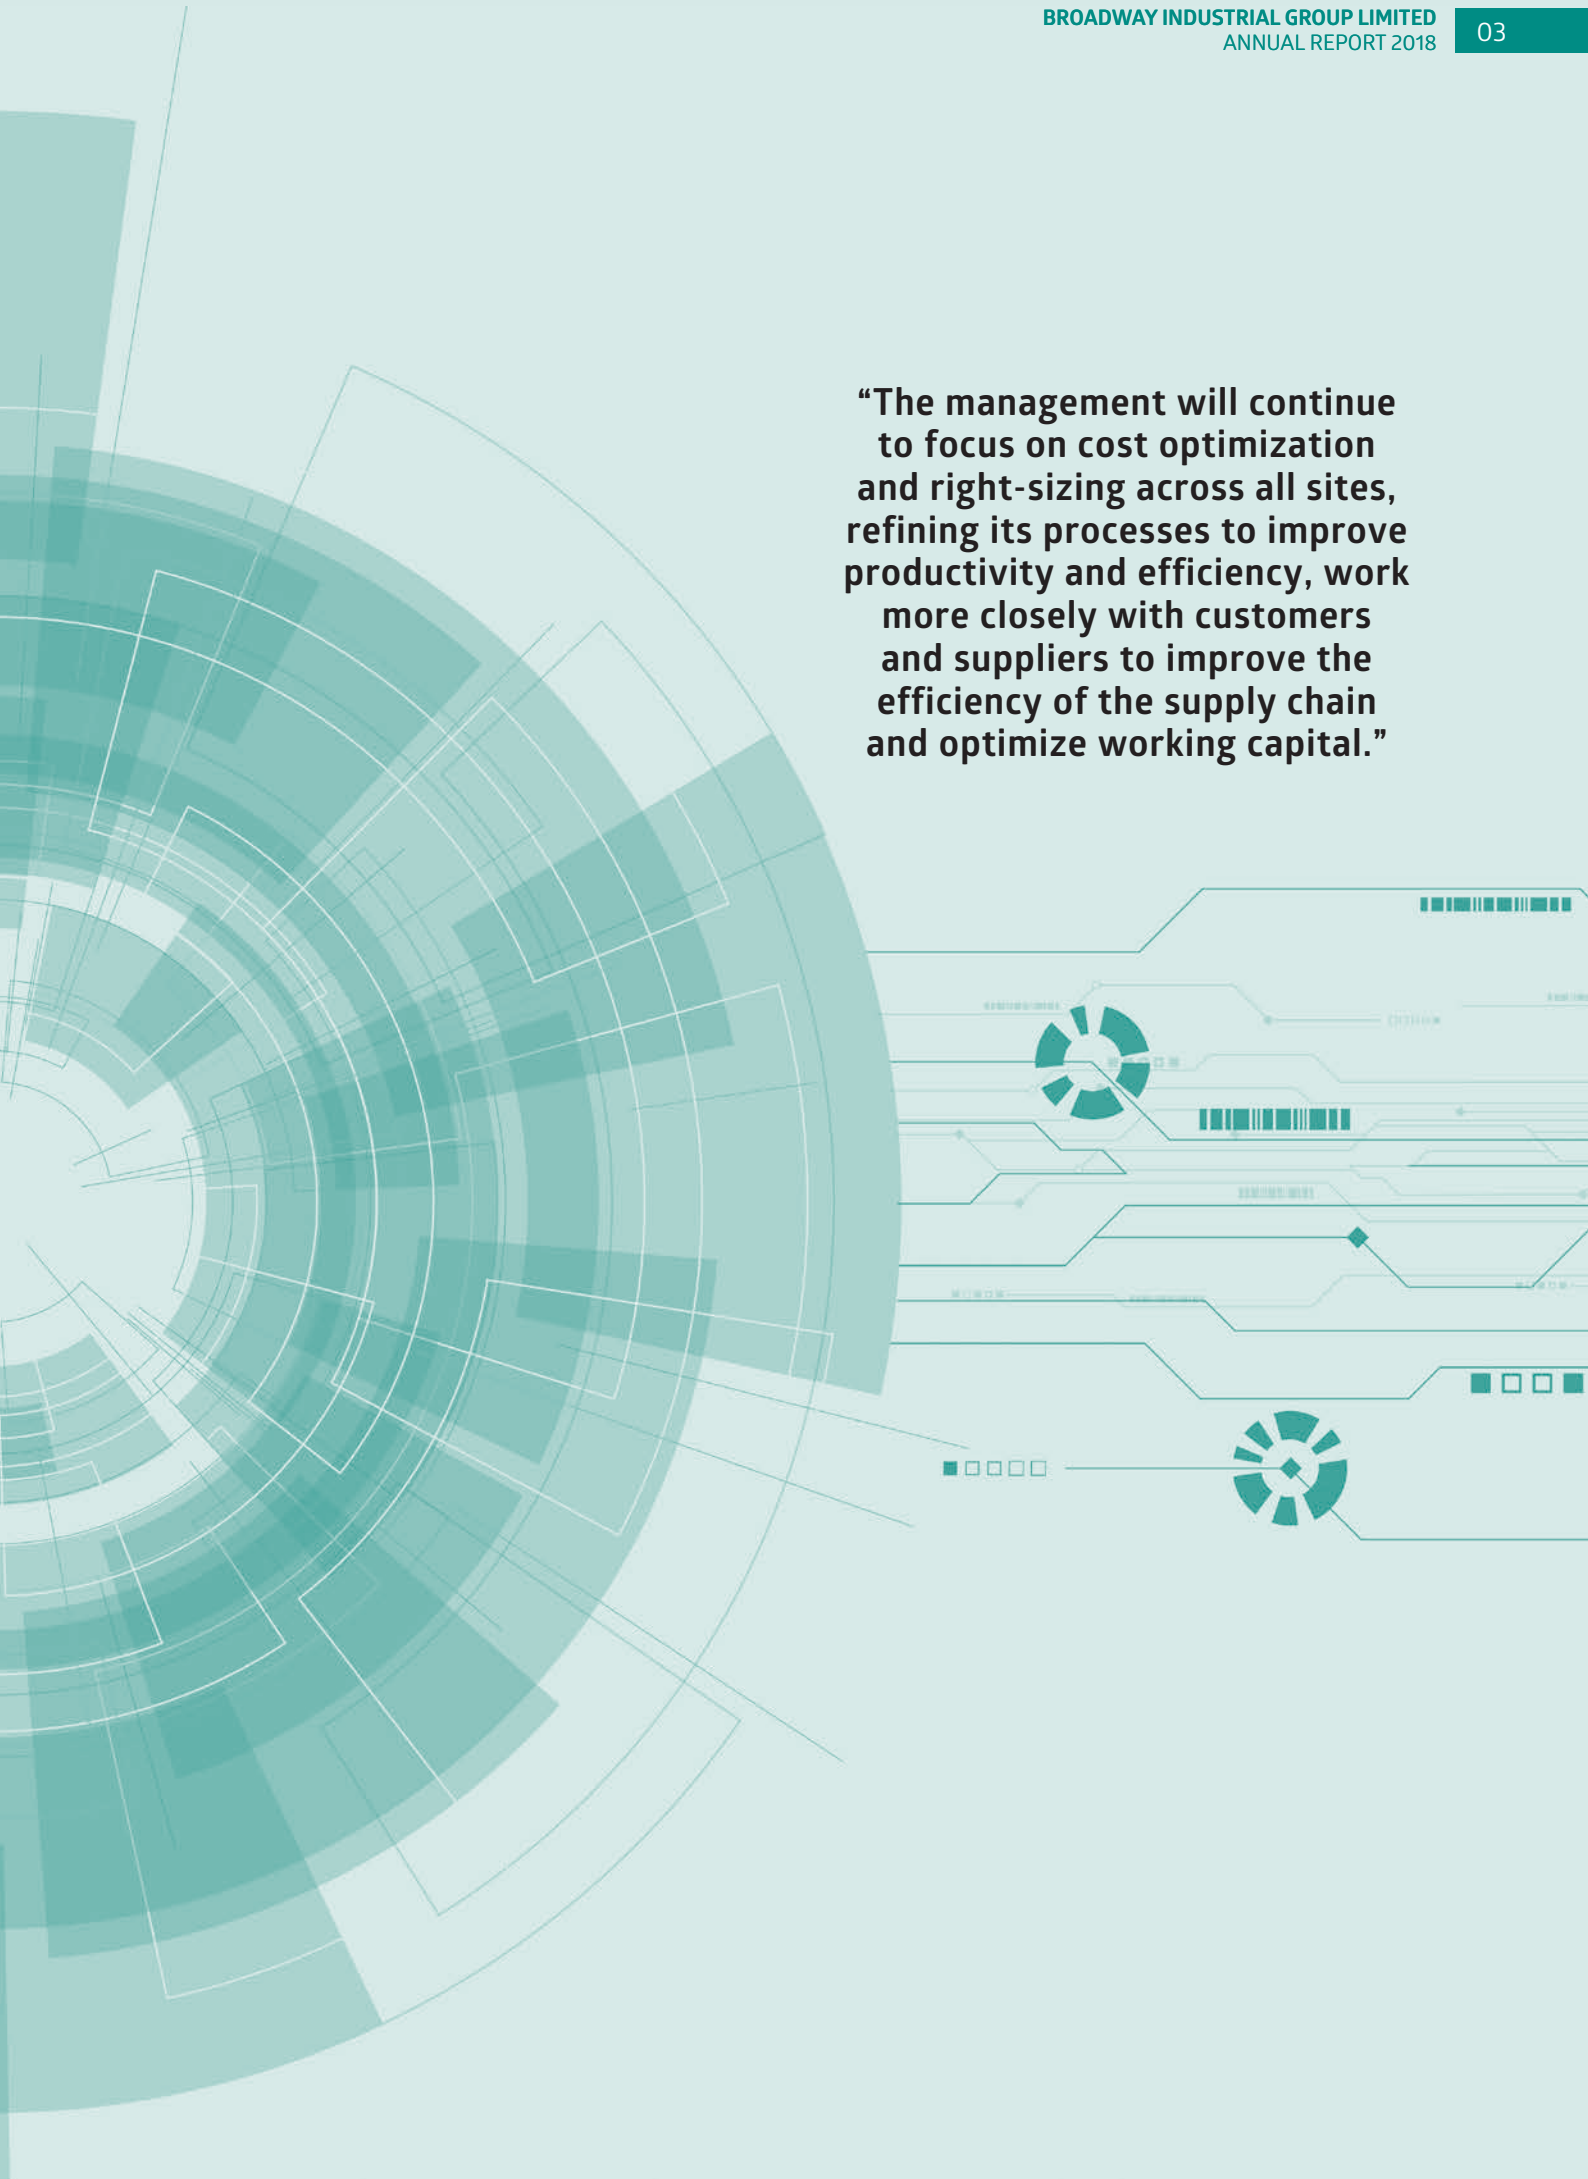 BROADWAY INDUSTRIAL GROUP LIMITED
ANNUAL REPORT 2018
03
“The management will continue
to focus on cost optimization
and right-sizing across all sites,
refining its processes to improve
productivity and efficiency, work
more closely with customers
and suppliers to improve the
efficiency of the supply chain
and optimize working capital.”